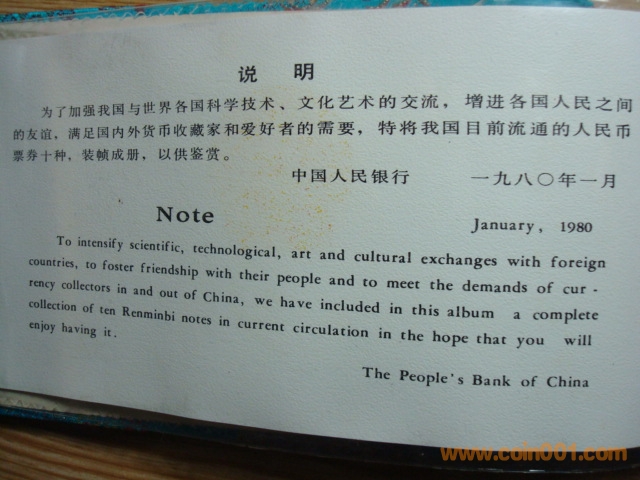 说 明
为了加强我国与世界各国科学技术、文化艺术的交流，增进各国人民之间
的友谊，满足国内外货币收藏家和爱好者的需要，特将我国目前流通的人民币
票券十种，装帧成册，以供鉴赏。
中国人民银行 一九八〇年一月
Note
January, 1980
To intensify scientific, technological, art and cultural exchanges with foreign
countries, to foster friendship with their people and to meet the demands of cur -
rency collectors in and out of China, we have included in this album a complete
collection of ten Renminbi notes in current circulation in the hope that you will
enjoy having it.
The People's Bank of China
www.coin001.com